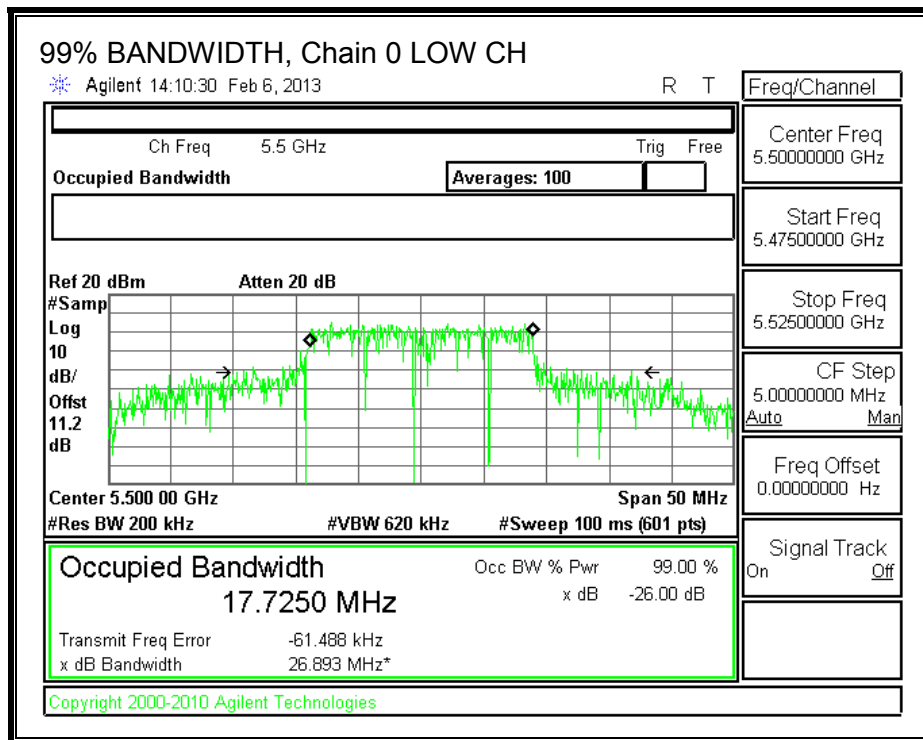 99% BANDWIDTH, Chain 0 LOW CH
Agilent 14:10:30 Feb 6, 2013 R T
Freq/Channel
Ch Freq 5.5 GHz Trig Free
Occupied Bandwidth Averages: 100
Center Freq
5.50000000 GHz
Start Freq
5.47500000 GHz
Stop Freq
5.52500000 GHz
CF Step
5.00000000 MHz
Auto Man
Freq Offset
0.00000000 Hz
Signal Track
On Off
Ref 20 dBm Atten 20 dB
#Samp
Log
10
dB/
Offst
11.2
dB
Center 5.500 00 GHz Span 50 MHz
#Res BW 200 kHz #VBW 620 kHz #Sweep 100 ms (601 pts)
Occupied Bandwidth
17.7250 MHz
Occ BW % Pwr 99.00 %
x dB -26.00 dB
Transmit Freq Error -61.488 kHz
x dB Bandwidth 26.893 MHz*
Copyright 2000-2010 Agilent Technologies